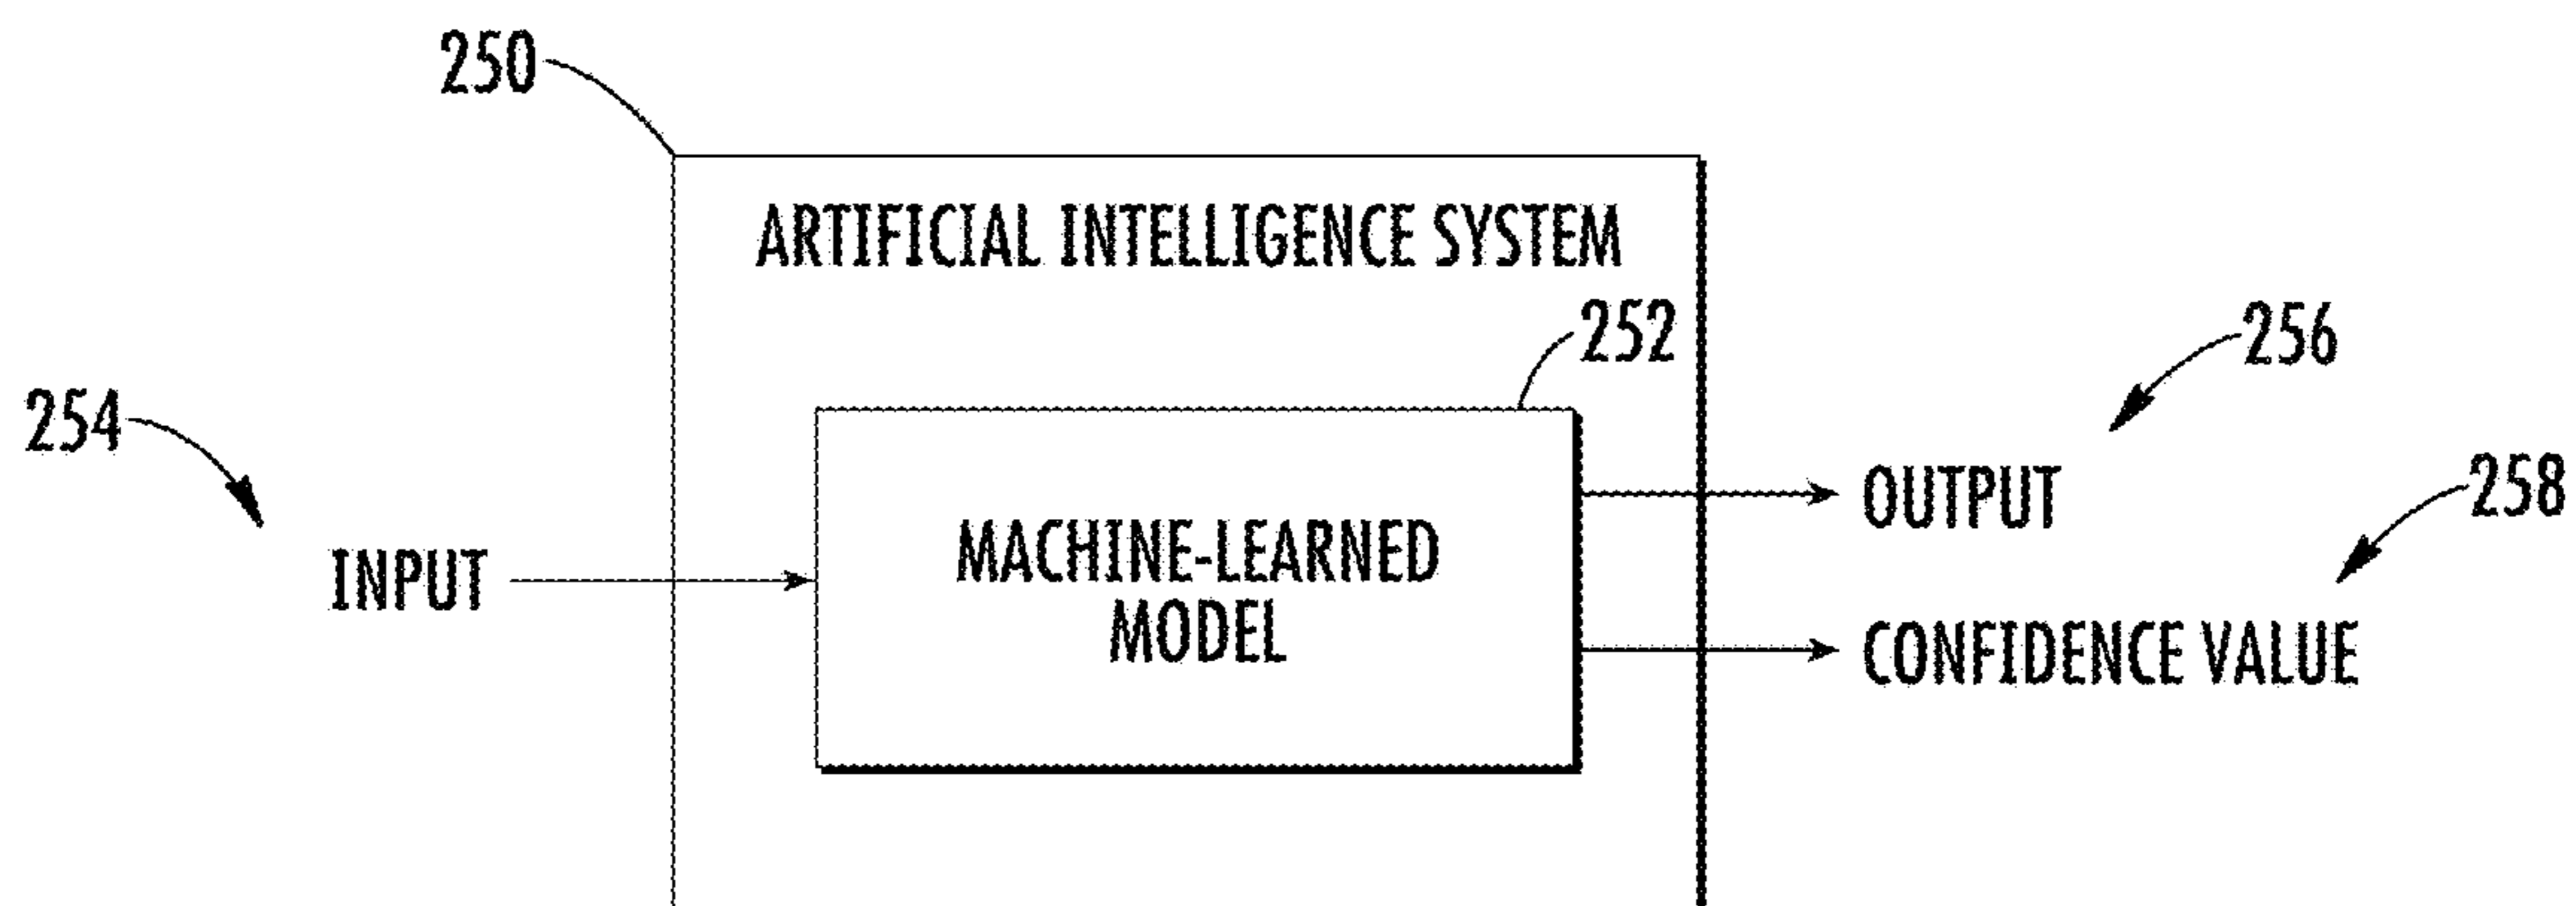 250
ARTIFICIAL INTELLIGENCE SYSTEM
252
256
254
258
OUTPUT
INPUT
MACHINE-LEARNED
MODEL
CONFIDENCE VALUE